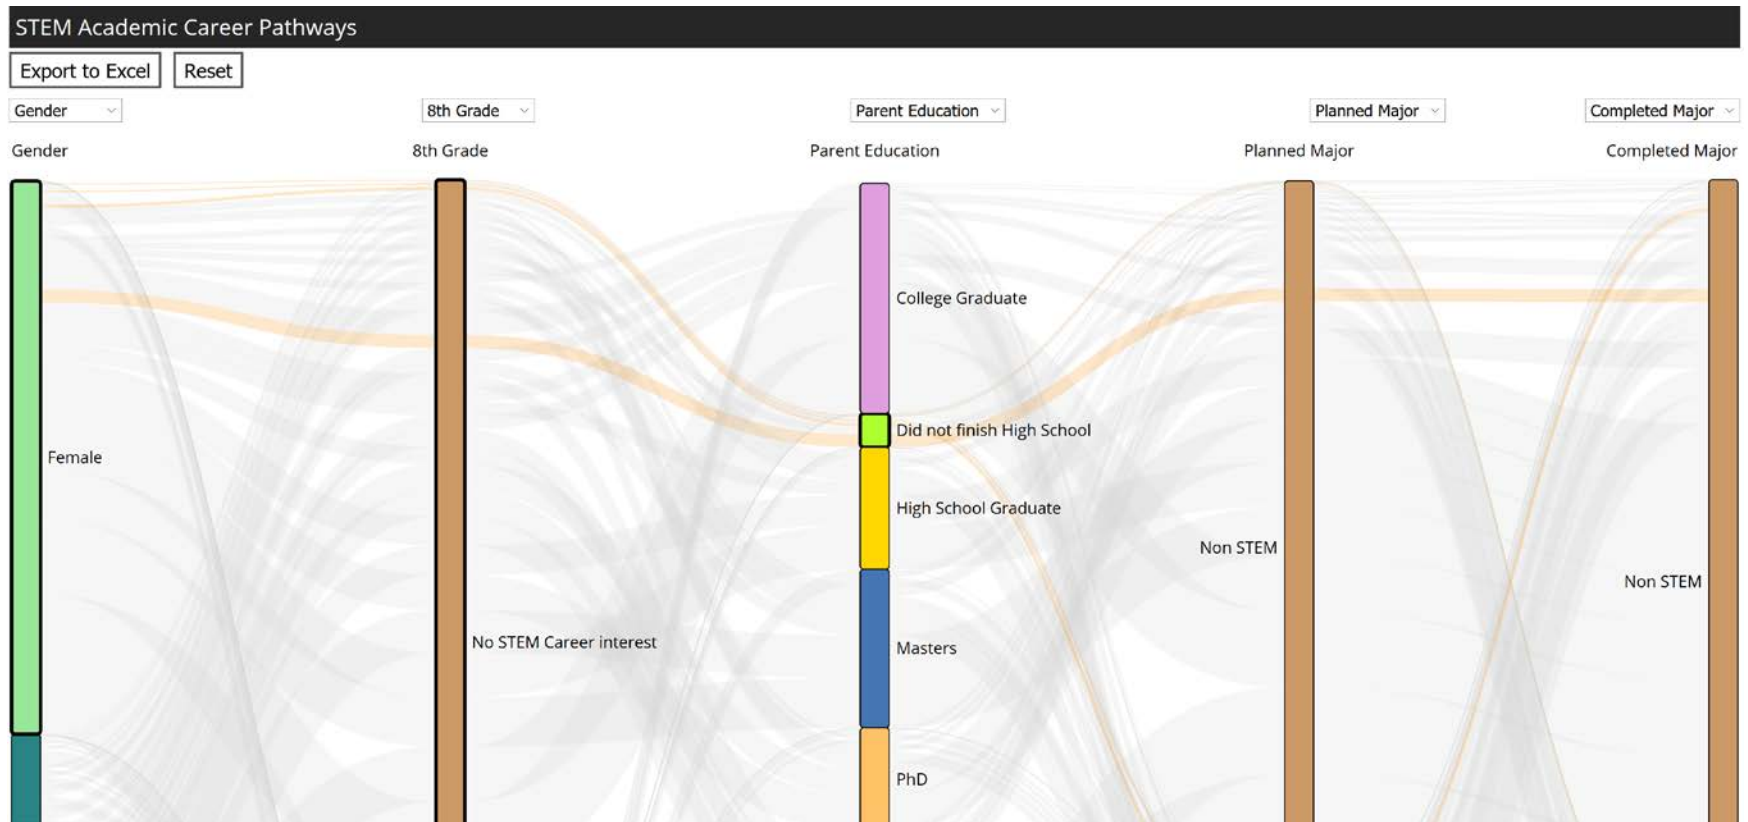 STEM Academic Career Pathways
Export to Excel Reset
Gender 8th Grade Parent Education Planned Major Completed Major
Gender 8th Grade Parent Education Planned Major Completed Major
College Graduate
Did not finish High School
Female
High School Graduate
Non STEM
Non STEM
No STEM Career interest
Masters
PhD